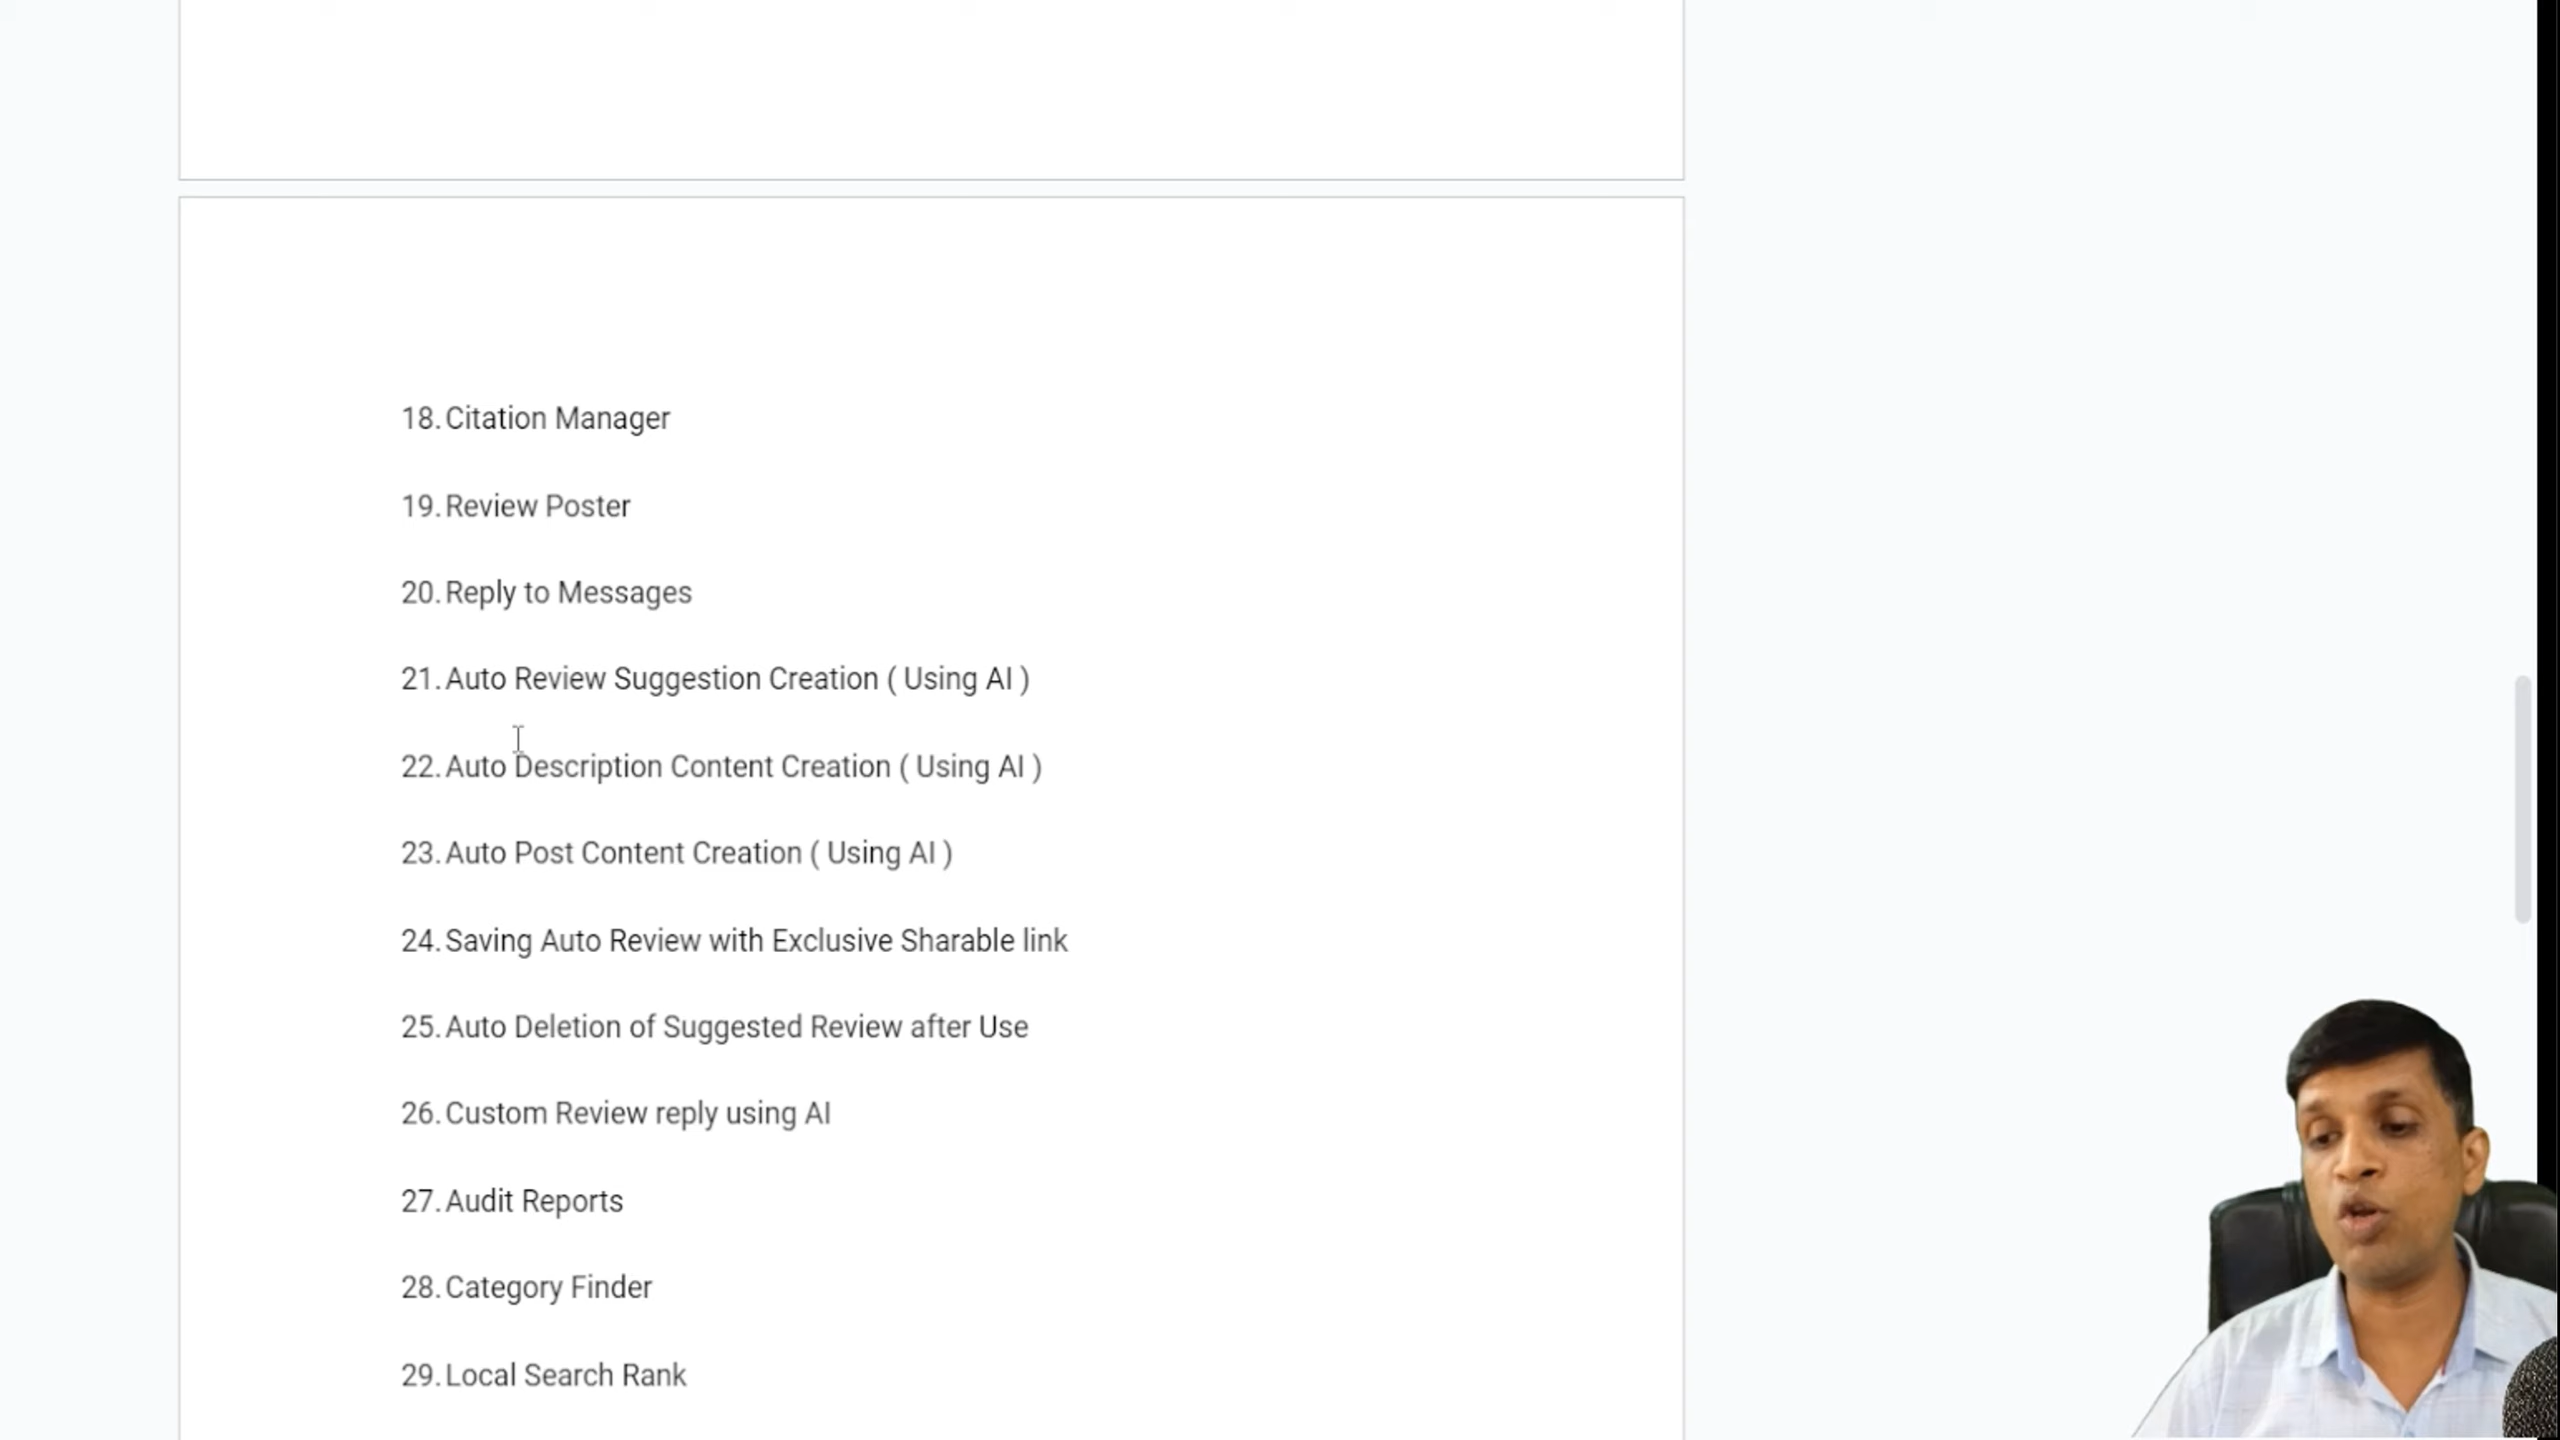 18. Citation Manager
19. Review Poster
20. Reply to Messages
21. Auto Review Suggestion Creation ( Using AI )
22. Auto Description Content Creation ( Using AI )
23. Auto Post Content Creation ( Using AI )
24. Saving Auto Review with Exclusive Sharable link
25. Auto Deletion of Suggested Review after Use
26. Custom Review reply using AI
27. Audit Reports
28. Category Finder
29. Local Search Rank